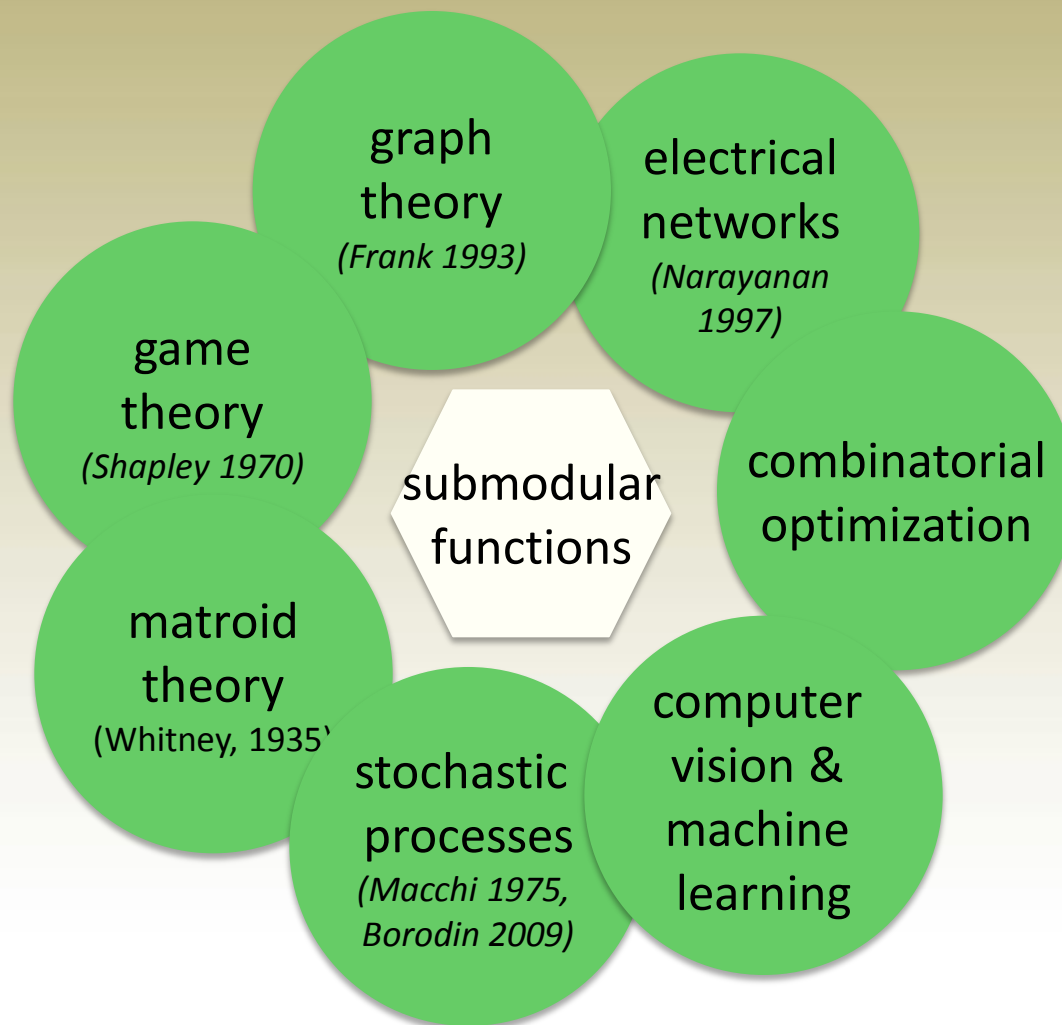 graph
theory
(Frank 1993)
electrical
networks
(Narayanan
1997)
game
theory
(Shapley 1970)
combinatorial
optimization
submodular
functions
matroid
theory
(Whitney, 1935)
computer
vision &
machine
learning
stochastic
processes
(Macchi 1975,
Borodin 2009)